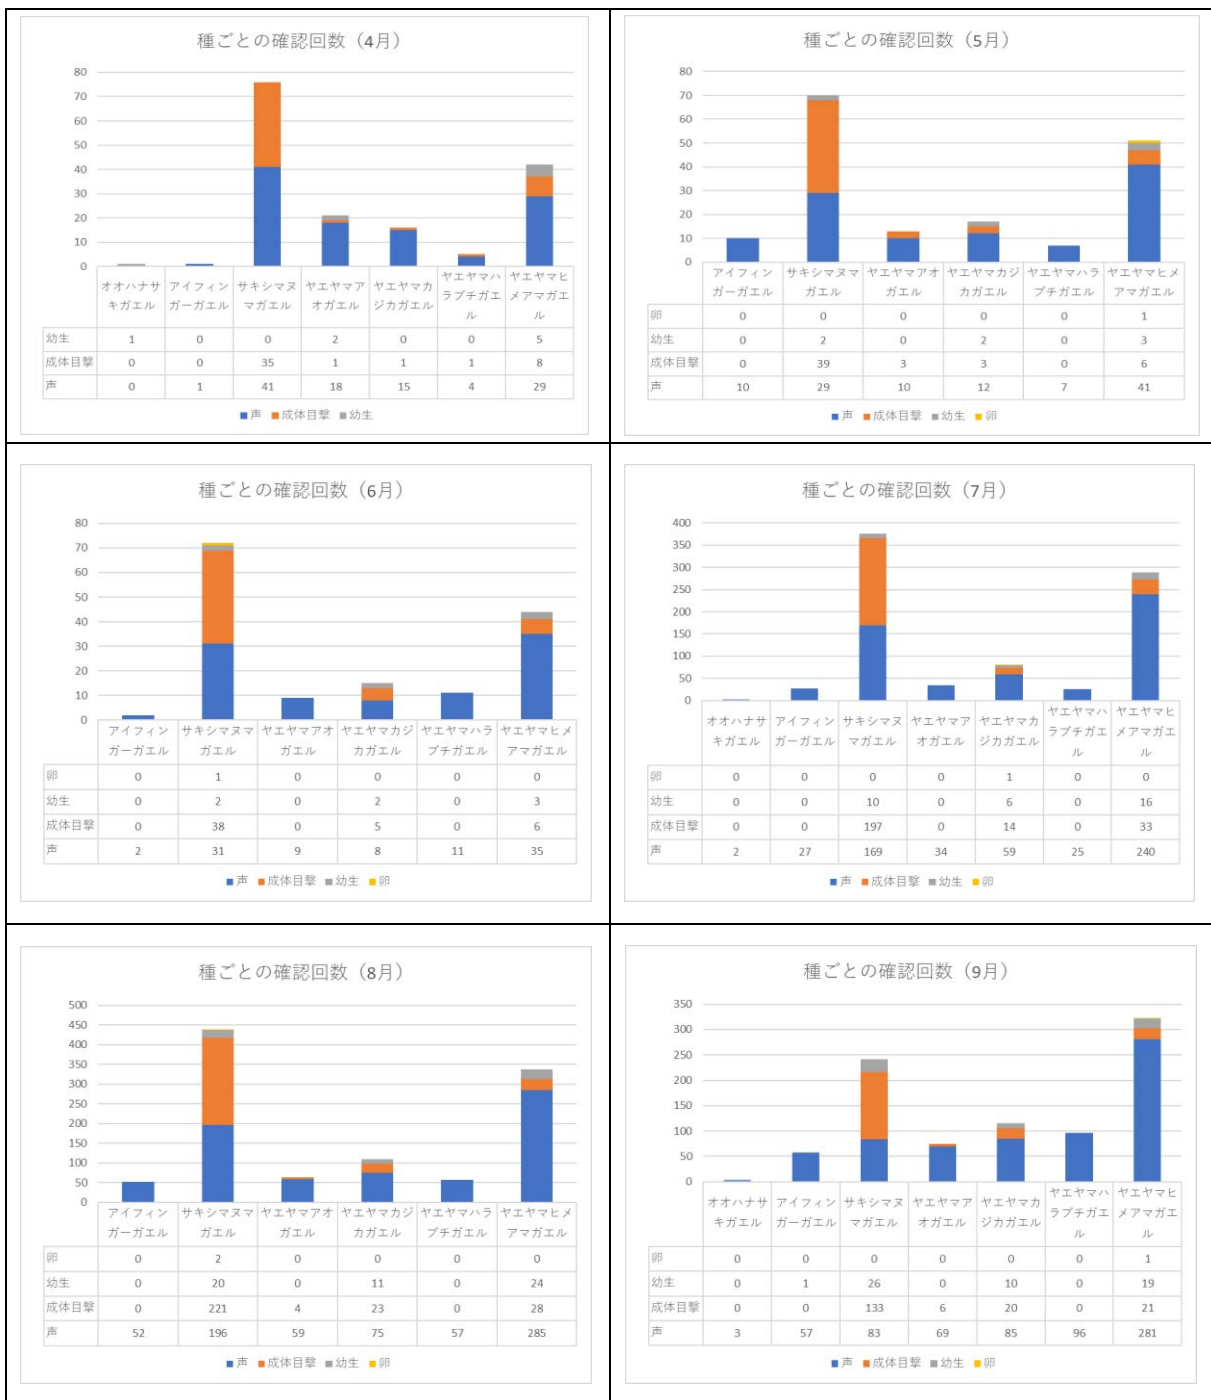 種ごとの確認回数（4月）
80
70
60
50
40
30
20
10
0
オオハナサキガエル アイフィンガーガエル サキシマヌマガエル ヤエヤマアオガエル ヤエヤマカジカガエル ヤエヤマハラブチガエル ヤエヤマヒメアマガエル
幼生 1 0 0 2 0 0 5
成体目撃 0 0 35 1 1 1 8
声 0 1 41 18 15 4 29
■声 ■成体目撃 ■幼生
種ごとの確認回数（5月）
80
70
60
50
40
30
20
10
0
アイフィンガーガエル サキシマヌマガエル ヤエヤマアオガエル ヤエヤマカジカガエル ヤエヤマハラブチガエル ヤエヤマヒメアマガエル
卵 0 0 0 0 0 1
幼生 0 2 0 2 0 3
成体目撃 0 39 3 3 0 6
声 10 29 10 12 7 41
■声 ■成体目撃 ■幼生 ■卵
種ごとの確認回数（6月）
80
70
60
50
40
30
20
10
0
アイフィンガーガエル サキシマヌマガエル ヤエヤマアオガエル ヤエヤマカジカガエル ヤエヤマハラブチガエル ヤエヤマヒメアマガエル
卵 0 1 0 0 0 0
幼生 0 2 0 2 0 3
成体目撃 0 38 0 5 0 6
声 2 31 9 8 11 35
■声 ■成体目撃 ■幼生 ■卵
種ごとの確認回数（7月）
400
350
300
250
200
150
100
50
0
オオハナサキガエル アイフィンガーガエル サキシマヌマガエル ヤエヤマアオガエル ヤエヤマカジカガエル ヤエヤマハラブチガエル ヤエヤマヒメアマガエル
卵 0 0 0 0 1 0 0
幼生 0 0 10 0 6 0 16
成体目撃 0 0 197 0 14 0 33
声 2 27 169 34 59 25 240
■声 ■成体目撃 ■幼生 ■卵
種ごとの確認回数（8月）
500
450
400
350
300
250
200
150
100
50
0
アイフィンガーガエル サキシマヌマガエル ヤエヤマアオガエル ヤエヤマカジカガエル ヤエヤマハラブチガエル ヤエヤマヒメアマガエル
卵 0 2 0 0 0 0
幼生 0 20 0 11 0 24
成体目撃 0 221 4 23 0 28
声 52 196 59 75 57 285
■声 ■成体目撃 ■幼生 ■卵
種ごとの確認回数（9月）
350
300
250
200
150
100
50
0
オオハナサキガエル アイフィンガーガエル サキシマヌマガエル ヤエヤマアオガエル ヤエヤマカジカガエル ヤエヤマハラブチガエル ヤエヤマヒメアマガエル
卵 0 0 0 0 0 0 1
幼生 0 1 26 0 10 0 19
成体目撃 0 0 133 6 20 0 21
声 3 57 83 69 85 96 281
■声 ■成体目撃 ■幼生 ■卵